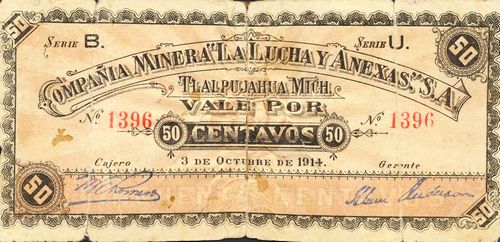 50 50
SERIE B. SERIE U.
COMPAÑIA MINERA "LA LUCHA Y ANEXAS", S.A.
TLALPUJAHUA MICH.
VALE POR
Nº 1396 Nº 1396
50 CENTAVOS 50
Cajero 3 DE OCTUBRE DE 1914. Gerente
50 50